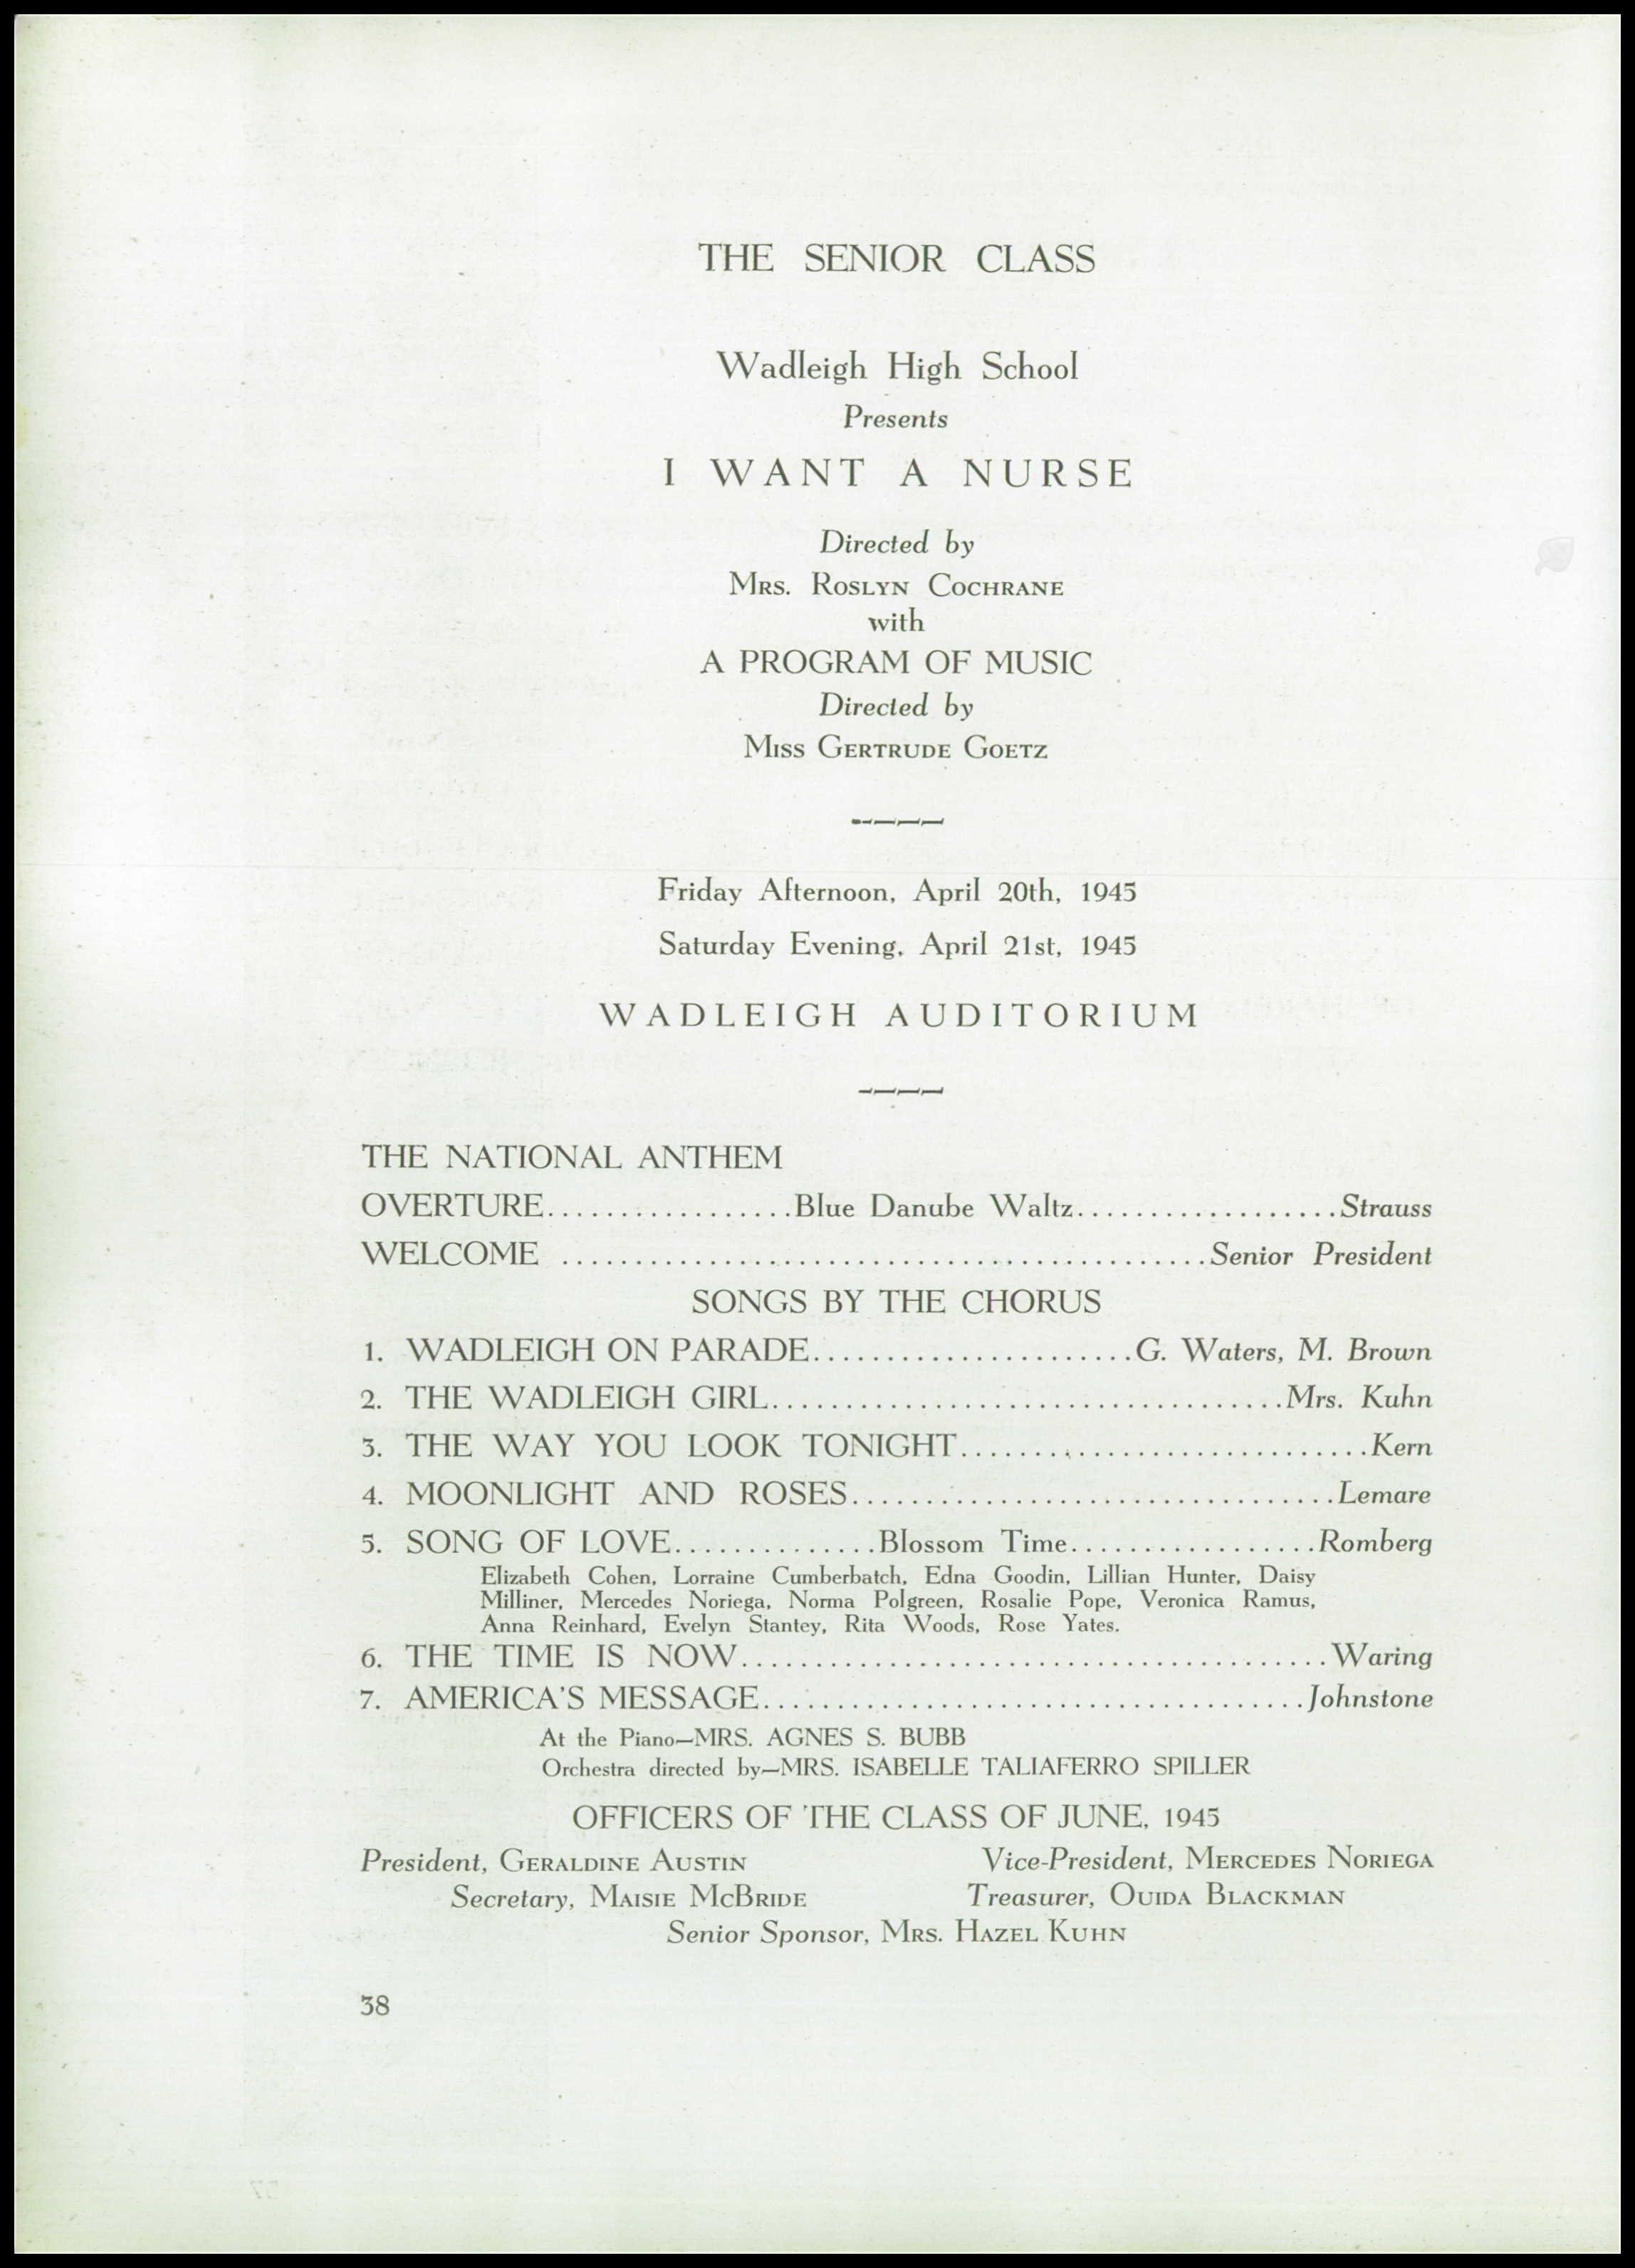 THE SENIOR CLASS
Wadleigh High School
Presents
I WANT A NURSE
Directed by
MRS. ROSLYN COCHRANE
with
A PROGRAM OF MUSIC
Directed by
MISS GERTRUDE GOETZ
Friday Afternoon, April 20th, 1945
Saturday Evening, April 21st, 1945
WADLEIGH AUDITORIUM
THE NATIONAL ANTHEM
OVERTURE.................Blue Danube Waltz..................Strauss
WELCOME ............................................Senior President
SONGS BY THE CHORUS
1. WADLEIGH ON PARADE......................G. Waters, M. Brown
2. THE WADLEIGH GIRL...................................Mrs. Kuhn
3. THE WAY YOU LOOK TONIGHT............................Kern
4. MOONLIGHT AND ROSES.................................Lemare
5. SONG OF LOVE..............Blossom Time.................Romberg
Elizabeth Cohen, Lorraine Cumberbatch, Edna Goodin, Lillian Hunter, Daisy
Milliner, Mercedes Noriega, Norma Polgreen, Rosalie Pope, Veronica Ramus,
Anna Reinhard, Evelyn Stantey, Rita Woods, Rose Yates.
6. THE TIME IS NOW........................................Waring
7. AMERICA'S MESSAGE.....................................Johnstone
At the Piano—MRS. AGNES S. BUBB
Orchestra directed by—MRS. ISABELLE TALIAFERRO SPILLER
OFFICERS OF THE CLASS OF JUNE, 1945
President, GERALDINE AUSTIN Vice-President, MERCEDES NORIEGA
Secretary, MAISIE MCBRIDE Treasurer, OUIDA BLACKMAN
Senior Sponsor, MRS. HAZEL KUHN
38